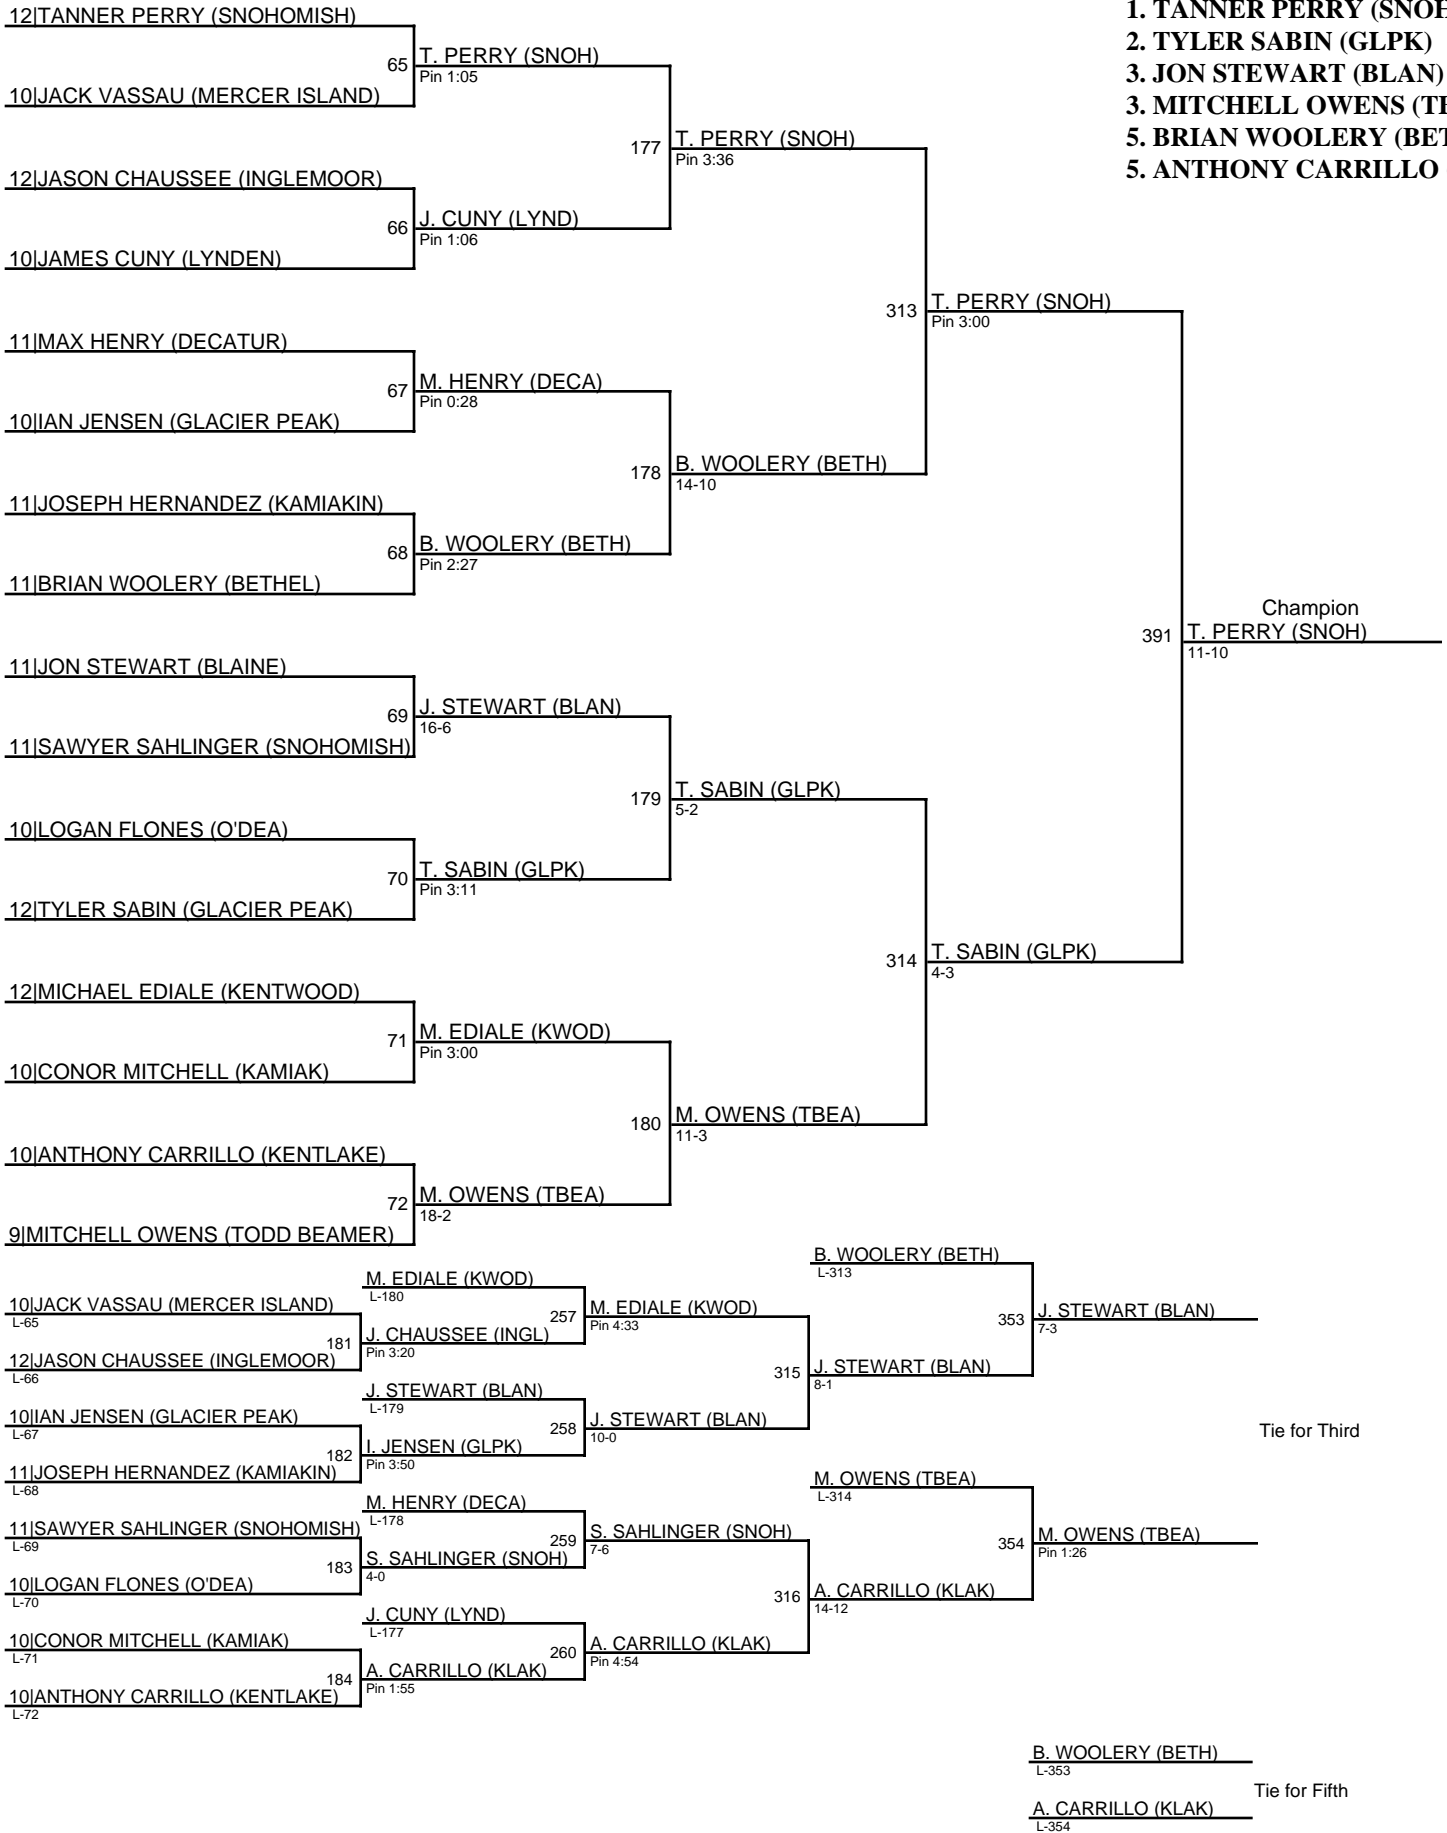 12|TANNER PERRY (SNOHOMISH)
65
T. PERRY (SNOH)
Pin 1:05
10|JACK VASSAU (MERCER ISLAND)
177
T. PERRY (SNOH)
Pin 3:36
12|JASON CHAUSSEE (INGLEMOOR)
66
J. CUNY (LYND)
Pin 1:06
10|JAMES CUNY (LYNDEN)
313
T. PERRY (SNOH)
Pin 3:00
11|MAX HENRY (DECATUR)
67
M. HENRY (DECA)
Pin 0:28
10|IAN JENSEN (GLACIER PEAK)
178
B. WOOLERY (BETH)
14-10
11|JOSEPH HERNANDEZ (KAMIAKIN)
68
B. WOOLERY (BETH)
Pin 2:27
11|BRIAN WOOLERY (BETHEL)
Champion
391
T. PERRY (SNOH)
11-10
11|JON STEWART (BLAINE)
69
J. STEWART (BLAN)
16-6
11|SAWYER SAHLINGER (SNOHOMISH)
179
T. SABIN (GLPK)
5-2
10|LOGAN FLONES (O'DEA)
70
T. SABIN (GLPK)
Pin 3:11
12|TYLER SABIN (GLACIER PEAK)
314
T. SABIN (GLPK)
4-3
12|MICHAEL EDIALE (KENTWOOD)
71
M. EDIALE (KWOD)
Pin 3:00
10|CONOR MITCHELL (KAMIAK)
180
M. OWENS (TBEA)
11-3
10|ANTHONY CARRILLO (KENTLAKE)
72
M. OWENS (TBEA)
18-2
9|MITCHELL OWENS (TODD BEAMER)
1. TANNER PERRY (SNOH
2. TYLER SABIN (GLPK)
3. JON STEWART (BLAN)
3. MITCHELL OWENS (TB
5. BRIAN WOOLERY (BET
5. ANTHONY CARRILLO
10|JACK VASSAU (MERCER ISLAND)
L-65
181
12|JASON CHAUSSEE (INGLEMOOR)
L-66
M. EDIALE (KWOD)
L-180
257
J. CHAUSSEE (INGL)
Pin 3:20
M. EDIALE (KWOD)
Pin 4:33
10|IAN JENSEN (GLACIER PEAK)
L-67
182
11|JOSEPH HERNANDEZ (KAMIAKIN)
L-68
J. STEWART (BLAN)
L-179
258
I. JENSEN (GLPK)
Pin 3:50
J. STEWART (BLAN)
10-0
315
B. WOOLERY (BETH)
L-313
353
J. STEWART (BLAN)
8-1
J. STEWART (BLAN)
7-3
Tie for Third
11|SAWYER SAHLINGER (SNOHOMISH)
L-69
183
10|LOGAN FLONES (O'DEA)
L-70
M. HENRY (DECA)
L-178
259
S. SAHLINGER (SNOH)
4-0
S. SAHLINGER (SNOH)
7-6
10|CONOR MITCHELL (KAMIAK)
L-71
184
10|ANTHONY CARRILLO (KENTLAKE)
L-72
J. CUNY (LYND)
L-177
260
A. CARRILLO (KLAK)
Pin 1:55
A. CARRILLO (KLAK)
Pin 4:54
316
M. OWENS (TBEA)
L-314
354
A. CARRILLO (KLAK)
14-12
M. OWENS (TBEA)
Pin 1:26
B. WOOLERY (BETH)
L-353
Tie for Fifth
A. CARRILLO (KLAK)
L-354